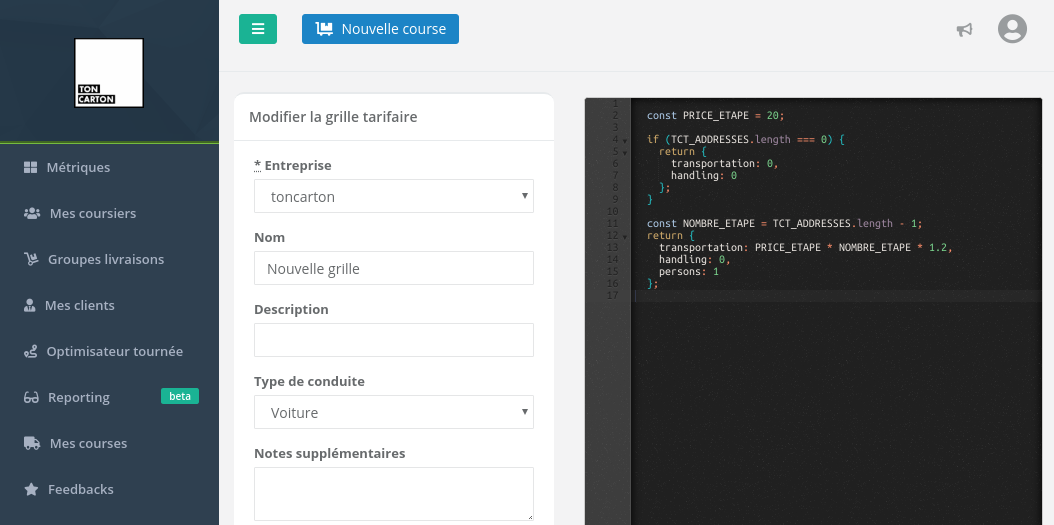 Nouvelle course
TON
CARTON
Métriques
Mes coursiers
Groupes livraisons
Mes clients
Optimisateur tournée
Reporting
beta
Mes courses
Feedbacks
Modifier la grille tarifaire
* Entreprise
toncarton
Nom
Nouvelle grille
Description
Type de conduite
Voiture
Notes supplémentaires
1
2 const PRICE_ETAPE = 20;
3
4 if (TCT_ADDRESSES.length === 0) {
5 return {
6 transportation: 0,
7 handling: 0
8 };
9 }
10
11 const NOMBRE_ETAPE = TCT_ADDRESSES.length - 1;
12 return {
13 transportation: PRICE_ETAPE * NOMBRE_ETAPE * 1.2,
14 handling: 0,
15 persons: 1
16 };
17